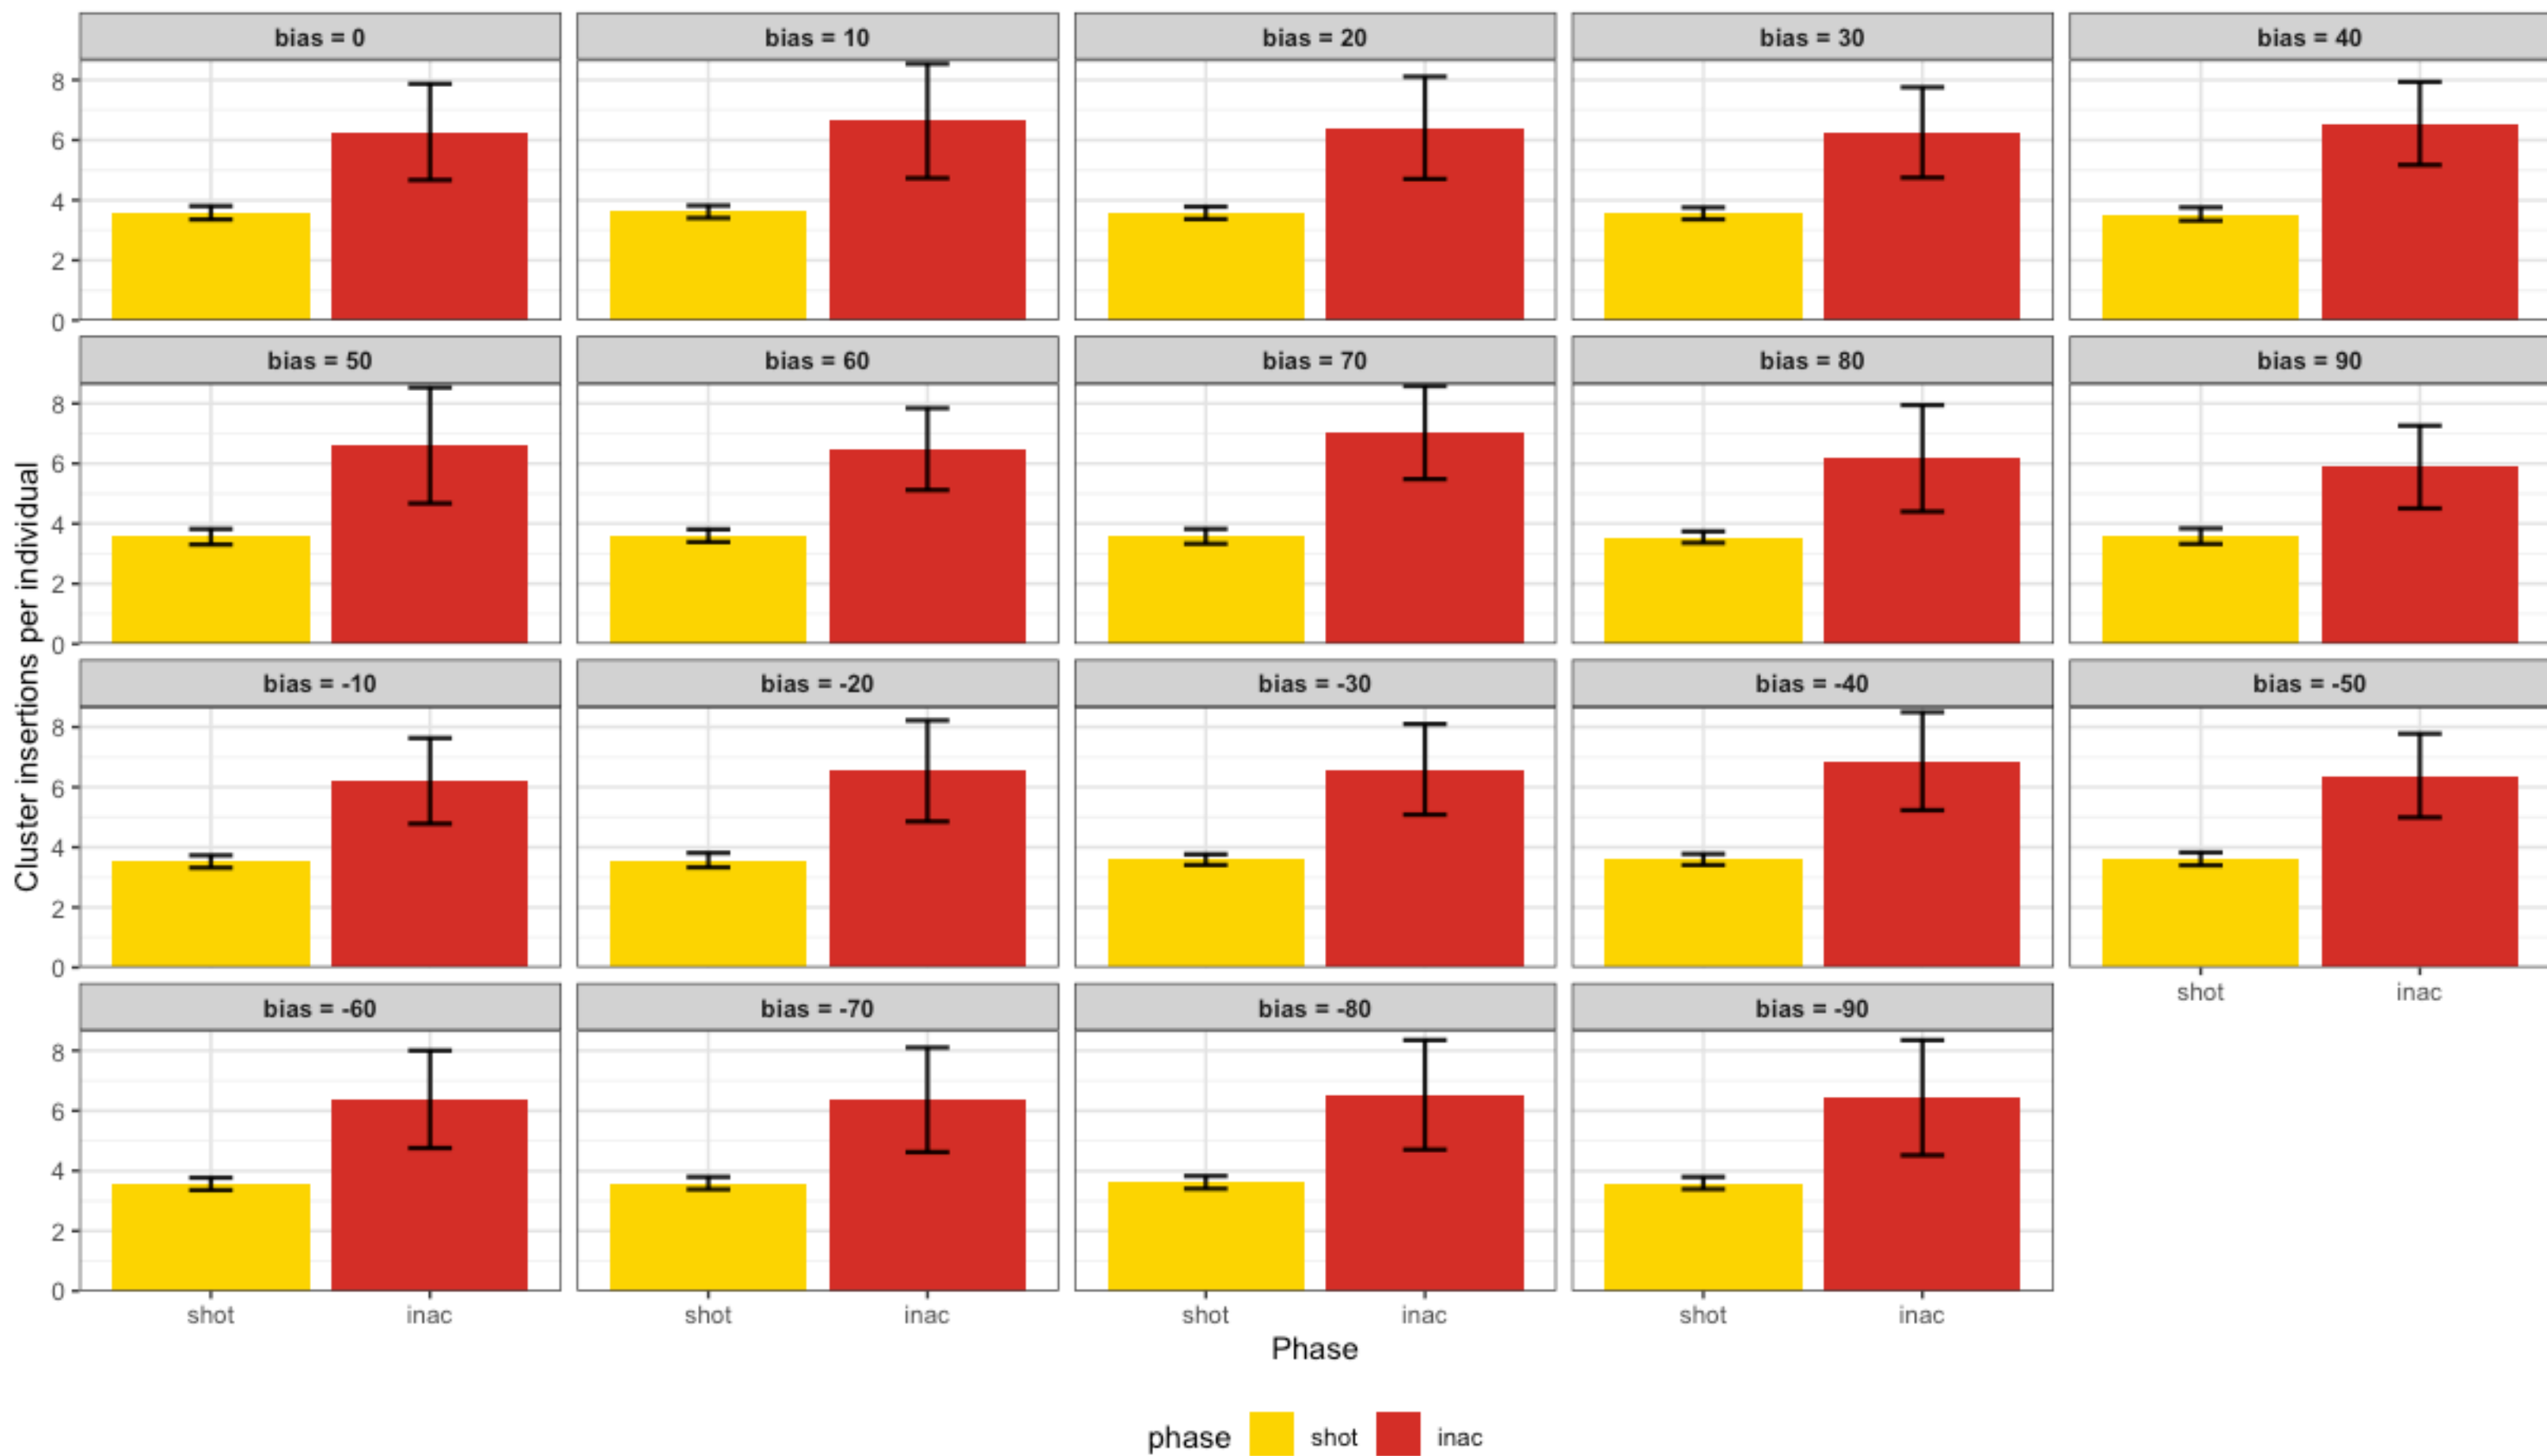 bias = 0 bias = 10 bias = 20 bias = 30 bias = 40
8
6
4
2
0
bias = 50 bias = 60 bias = 70 bias = 80 bias = 90
8
6
4
2
0
Cluster insertions per individual
bias = -10 bias = -20 bias = -30 bias = -40 bias = -50
8
6
4
2
0
shot inac
bias = -60 bias = -70 bias = -80 bias = -90
8
6
4
2
0
shot inac shot inac shot inac shot inac
Phase
phase shot inac